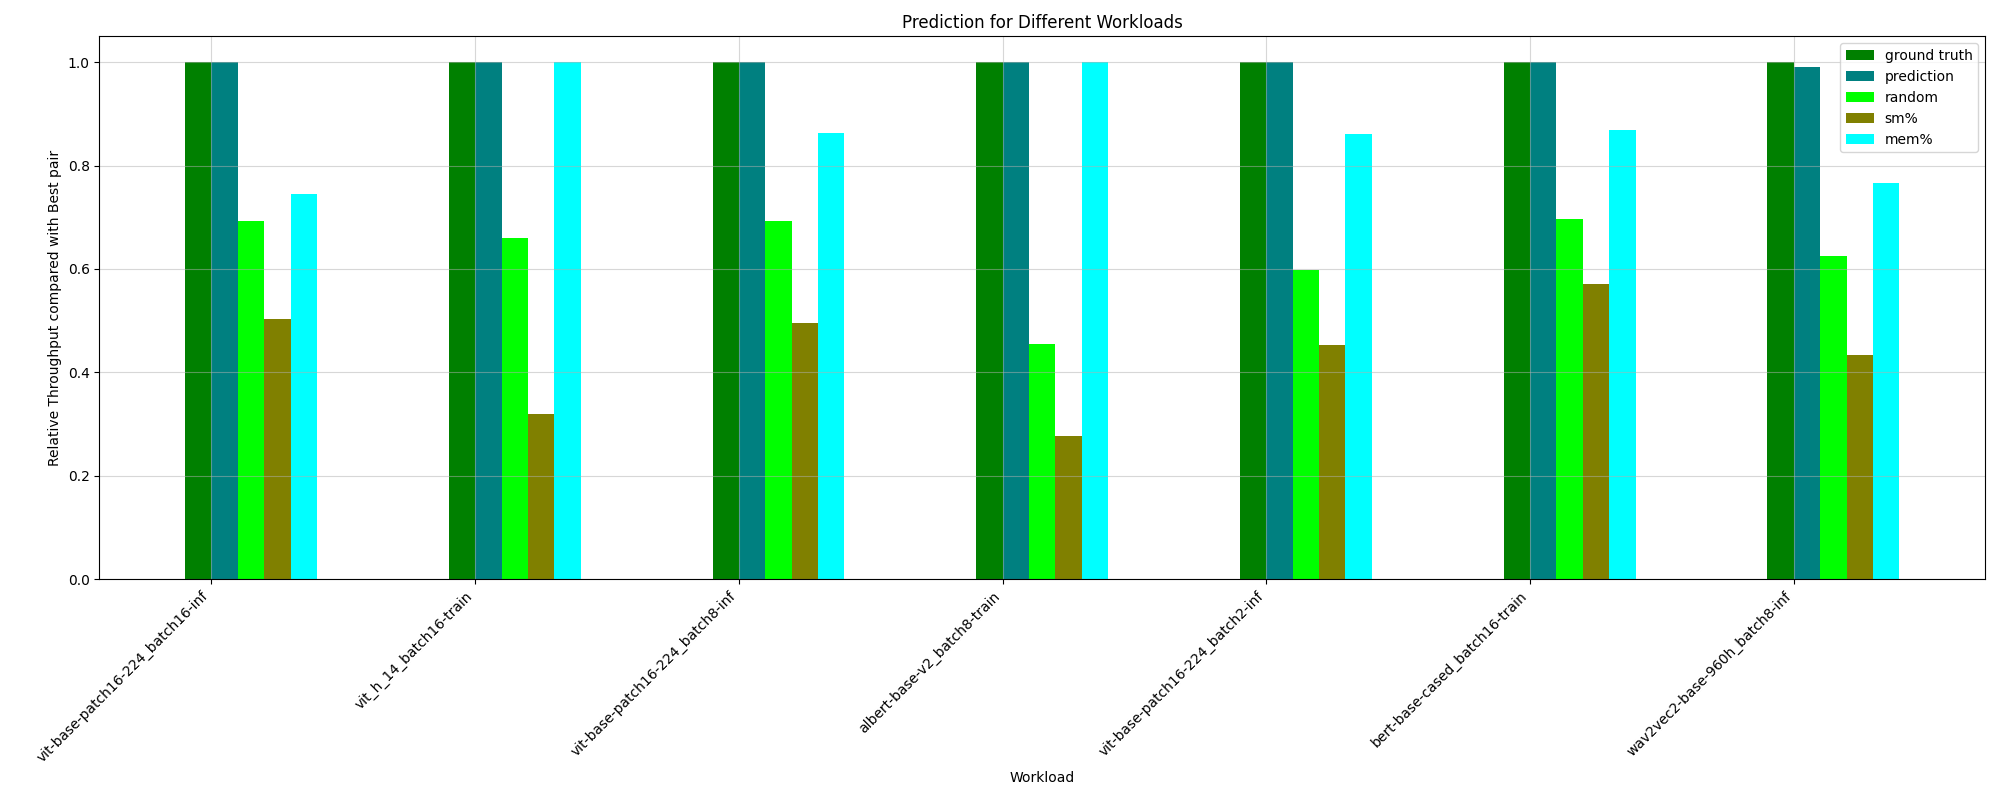 Prediction for Different Workloads
Relative Throughput compared with Best pair
1.0
0.8
0.6
0.4
0.2
0.0
ground truth
prediction
random
sm%
mem%
vit-base-patch16-224_batch16-inf
vit_h_14_batch16-train
vit-base-patch16-224_batch8-inf
albert-base-v2_batch8-train
vit-base-patch16-224_batch2-inf
bert-base-cased_batch16-train
wav2vec2-base-960h_batch8-inf
Workload